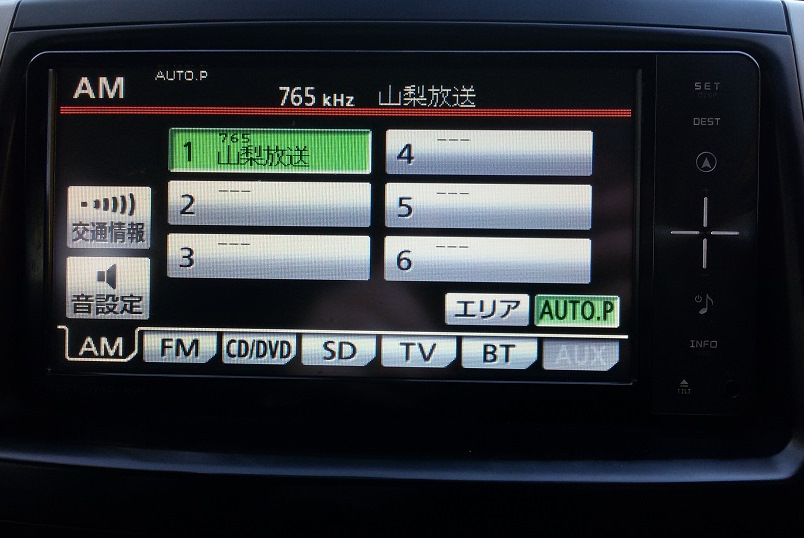 AM AUTO.P 765 kHz 山梨放送
1 765 山梨放送
4 ---
2 ---
5 ---
3 ---
6 ---
交通情報
音設定
エリア AUTO.P
AM FM CD/DVD SD TV BT AUX
SET
DEST
INFO
TILT